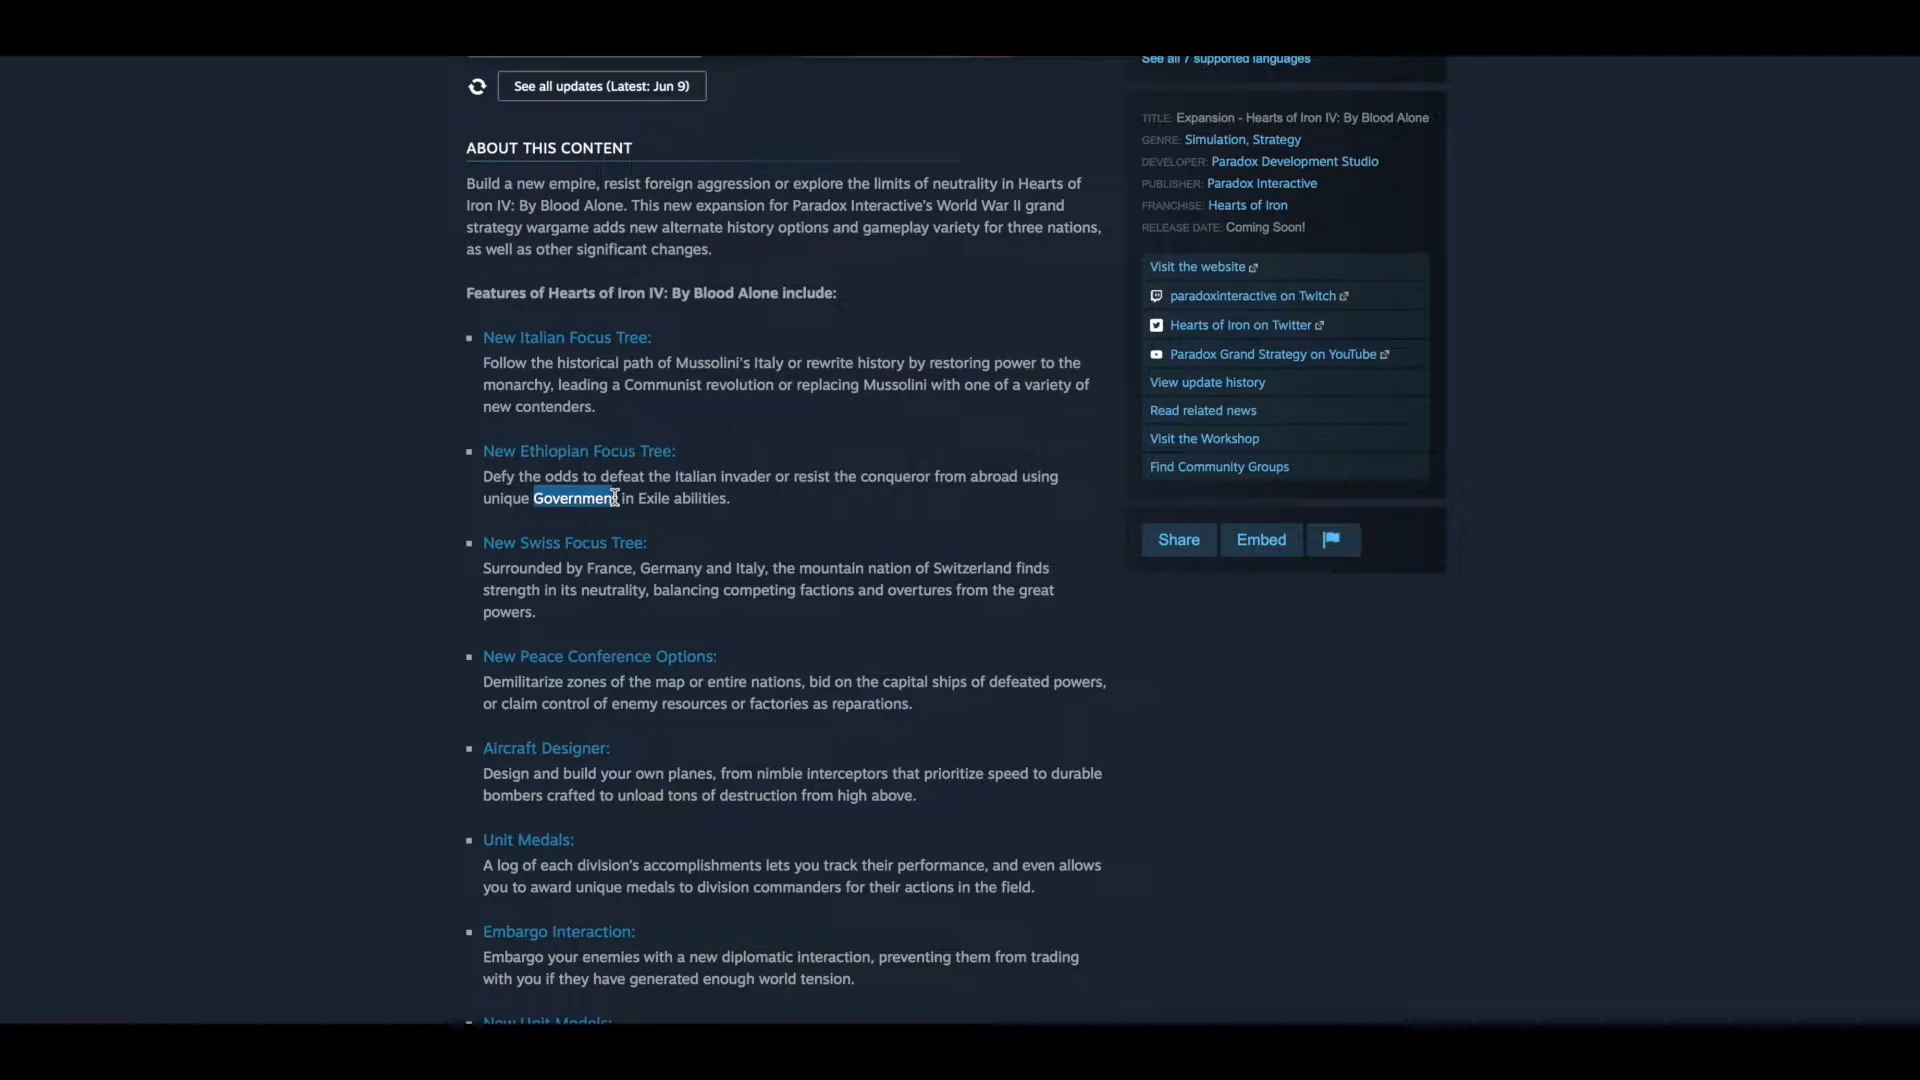 See all updates (Latest: Jun 9)
ABOUT THIS CONTENT
Build a new empire, resist foreign aggression or explore the limits of neutrality in Hearts of
Iron IV: By Blood Alone. This new expansion for Paradox Interactive's World War II grand
strategy wargame adds new alternate history options and gameplay variety for three nations,
as well as other significant changes.
Features of Hearts of Iron IV: By Blood Alone include:
New Italian Focus Tree:
Follow the historical path of Mussolini's Italy or rewrite history by restoring power to the
monarchy, leading a Communist revolution or replacing Mussolini with one of a variety of
new contenders.
New Ethiopian Focus Tree:
Defy the odds to defeat the Italian invader or resist the conqueror from abroad using
unique Government in Exile abilities.
New Swiss Focus Tree:
Surrounded by France, Germany and Italy, the mountain nation of Switzerland finds
strength in its neutrality, balancing competing factions and overtures from the great
powers.
New Peace Conference Options:
Demilitarize zones of the map or entire nations, bid on the capital ships of defeated powers,
or claim control of enemy resources or factories as reparations.
Aircraft Designer:
Design and build your own planes, from nimble interceptors that prioritize speed to durable
bombers crafted to unload tons of destruction from high above.
Unit Medals:
A log of each division's accomplishments lets you track their performance, and even allows
you to award unique medals to division commanders for their actions in the field.
Embargo Interaction:
Embargo your enemies with a new diplomatic interaction, preventing them from trading
with you if they have generated enough world tension.
New Unit Models:
See all 7 supported languages
TITLE: Expansion - Hearts of Iron IV: By Blood Alone
GENRE: Simulation, Strategy
DEVELOPER: Paradox Development Studio
PUBLISHER: Paradox Interactive
FRANCHISE: Hearts of Iron
RELEASE DATE: Coming Soon!
Visit the website
paradoxinteractive on Twitch
Hearts of Iron on Twitter
Paradox Grand Strategy on YouTube
View update history
Read related news
Visit the Workshop
Find Community Groups
Share
Embed